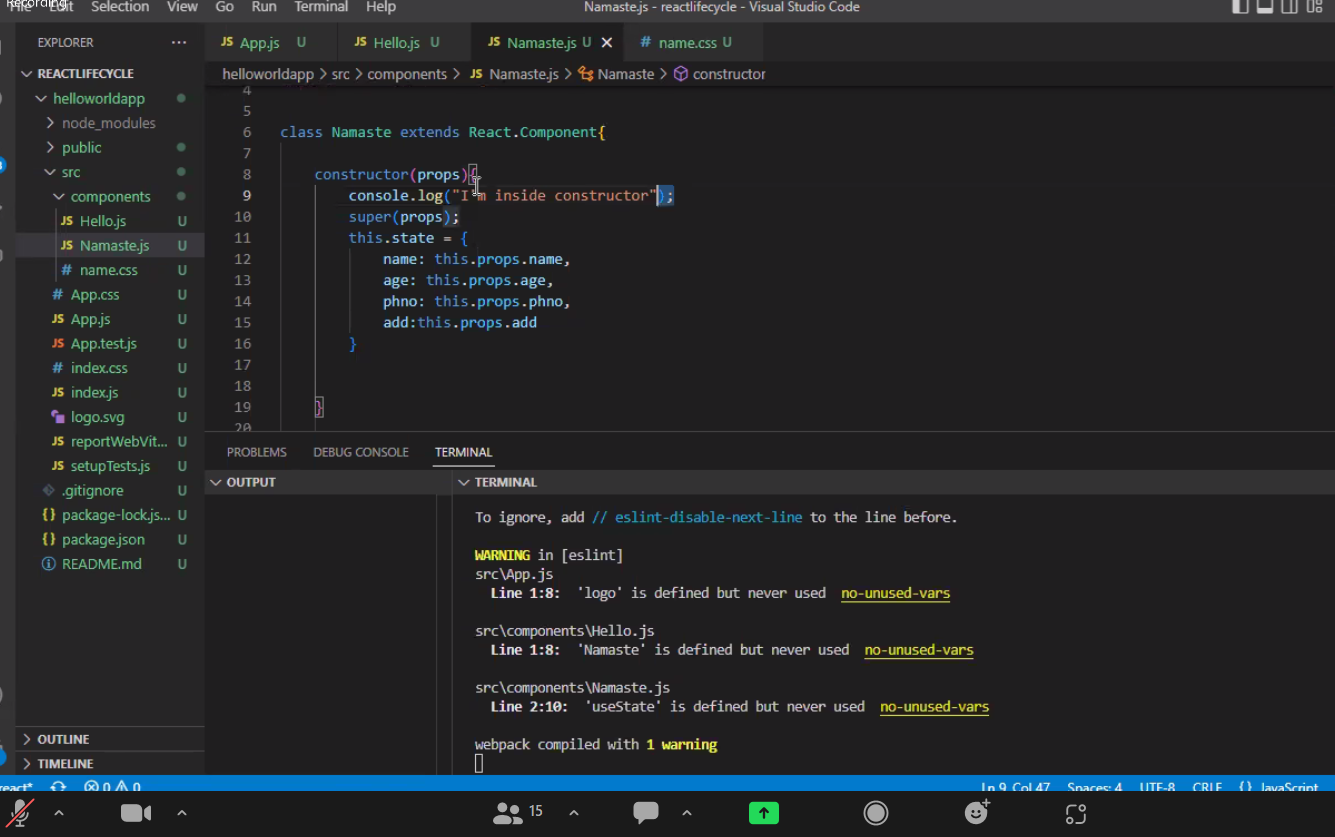 Recording
File Edit Selection View Go Run Terminal Help Namaste.js - reactlifecycle - Visual Studio Code
EXPLORER ···
JS App.js U JS Hello.js U JS Namaste.js U × # name.css U
helloworldapp > src > components > JS Namaste.js > Namaste > constructor
REACTLIFECYCLE
helloworldapp
node_modules
public
src
components
JS Hello.js U
JS Namaste.js U
# name.css U
# App.css U
JS App.js U
JS App.test.js U
# index.css U
JS index.js U
logo.svg U
JS reportWebVit... U
JS setupTests.js U
.gitignore U
{} package-lock.js... U
{} package.json U
README.md U
OUTLINE
TIMELINE
4
5
6 class Namaste extends React.Component{
7
8 constructor(props){
9 console.log("I'm inside constructor");
10 super(props);
11 this.state = {
12 name: this.props.name,
13 age: this.props.age,
14 phno: this.props.phno,
15 add:this.props.add
16 }
17
18
19 }
20
PROBLEMS DEBUG CONSOLE TERMINAL
OUTPUT
TERMINAL
To ignore, add // eslint-disable-next-line to the line before.
WARNING in [eslint]
src\App.js
Line 1:8: 'logo' is defined but never used no-unused-vars
src\components\Hello.js
Line 1:8: 'Namaste' is defined but never used no-unused-vars
src\components\Namaste.js
Line 2:10: 'useState' is defined but never used no-unused-vars
webpack compiled with 1 warning
react* 0 0 Ln 9, Col 47 Spaces: 4 UTF-8 CRLF {} JavaScript
15